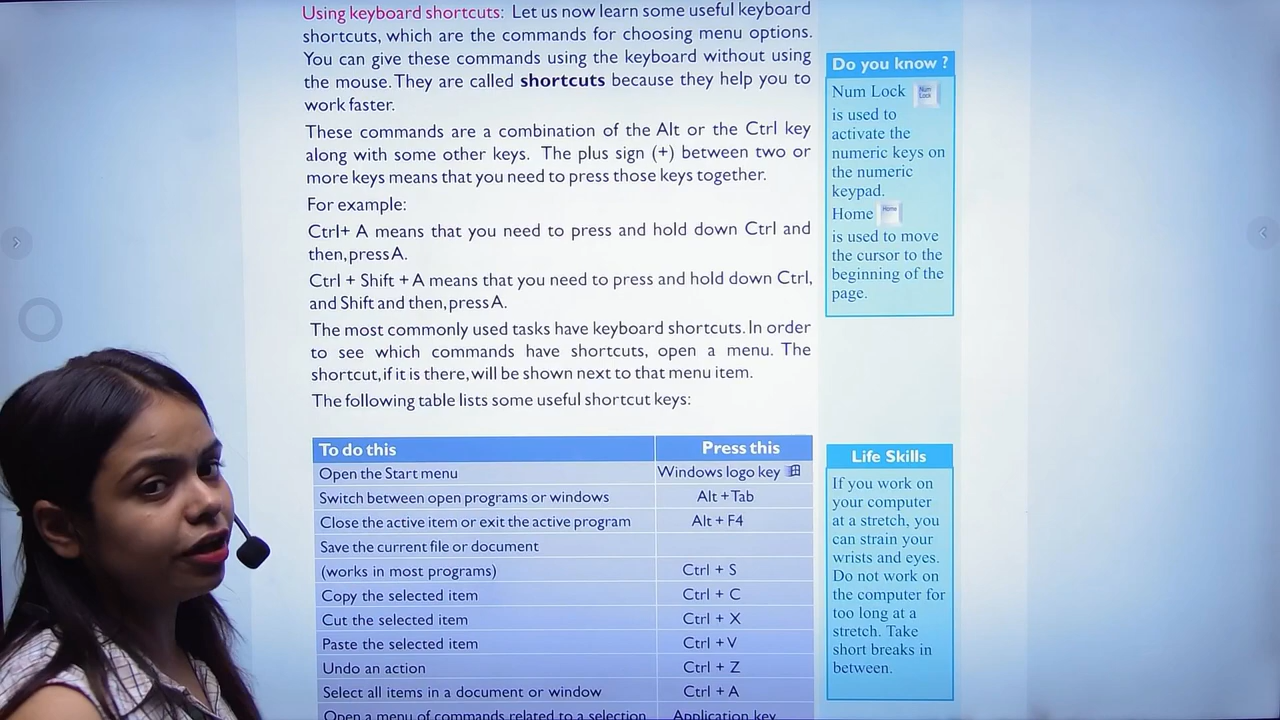 Using keyboard shortcuts: Let us now learn some useful keyboard
shortcuts, which are the commands for choosing menu options.
You can give these commands using the keyboard without using
the mouse. They are called shortcuts because they help you to
work faster.
These commands are a combination of the Alt or the Ctrl key
along with some other keys. The plus sign (+) between two or
more keys means that you need to press those keys together.
For example:
Ctrl+ A means that you need to press and hold down Ctrl and
then, press A.
Ctrl + Shift + A means that you need to press and hold down Ctrl,
and Shift and then, press A.
The most commonly used tasks have keyboard shortcuts. In order
to see which commands have shortcuts, open a menu. The
shortcut, if it is there, will be shown next to that menu item.
The following table lists some useful shortcut keys:
To do this Press this
Open the Start menu Windows logo key
Switch between open programs or windows Alt + Tab
Close the active item or exit the active program Alt + F4
Save the current file or document
(works in most programs) Ctrl + S
Copy the selected item Ctrl + C
Cut the selected item Ctrl + X
Paste the selected item Ctrl + V
Undo an action Ctrl + Z
Select all items in a document or window Ctrl + A
Open a menu of commands related to a selection Application key
Do you know ?
Num Lock Num Lock
is used to
activate the
numeric keys on
the numeric
keypad.
Home Home
is used to move
the cursor to the
beginning of the
page.
Life Skills
If you work on
your computer
at a stretch, you
can strain your
wrists and eyes.
Do not work on
the computer for
too long at a
stretch. Take
short breaks in
between.